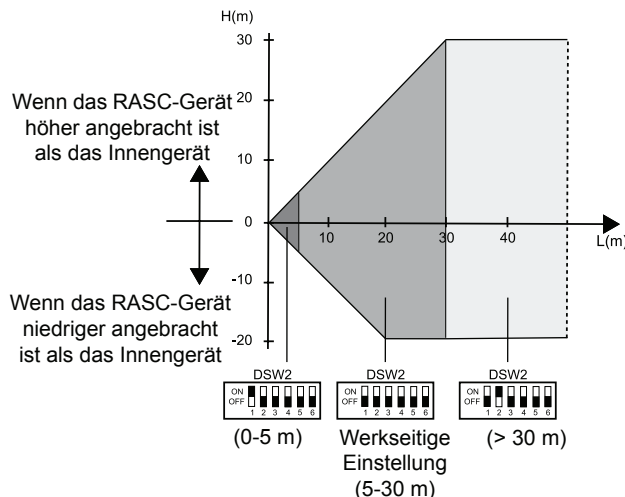 H(m)
30
Wenn das RASC-Gerät
höher angebracht ist
als das Innengerät
20
10
0
10
20
30
40
L(m)
-10
Wenn das RASC-Gerät
niedriger angebracht
ist als das Innengerät
-20
DSW2
ON
OFF
1 2 3 4 5 6
(0-5 m)
DSW2
ON
OFF
1 2 3 4 5 6
Werkseitige
Einstellung
(5-30 m)
DSW2
ON
OFF
1 2 3 4 5 6
(> 30 m)